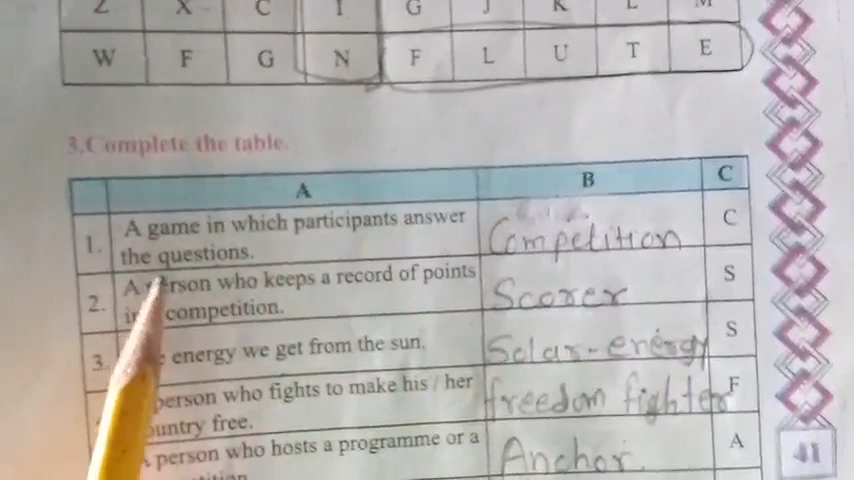 Z X C I G J K L M
W F G N F L U T E
3.Complete the table.
A B C
1. A game in which participants answer the questions. Competition C
2. A person who keeps a record of points competition. Scorer S
3. energy we get from the sun. Solar-energy S
person who fights to make his / her country free. freedom fighter F
person who hosts a programme or a Anchor. A
41